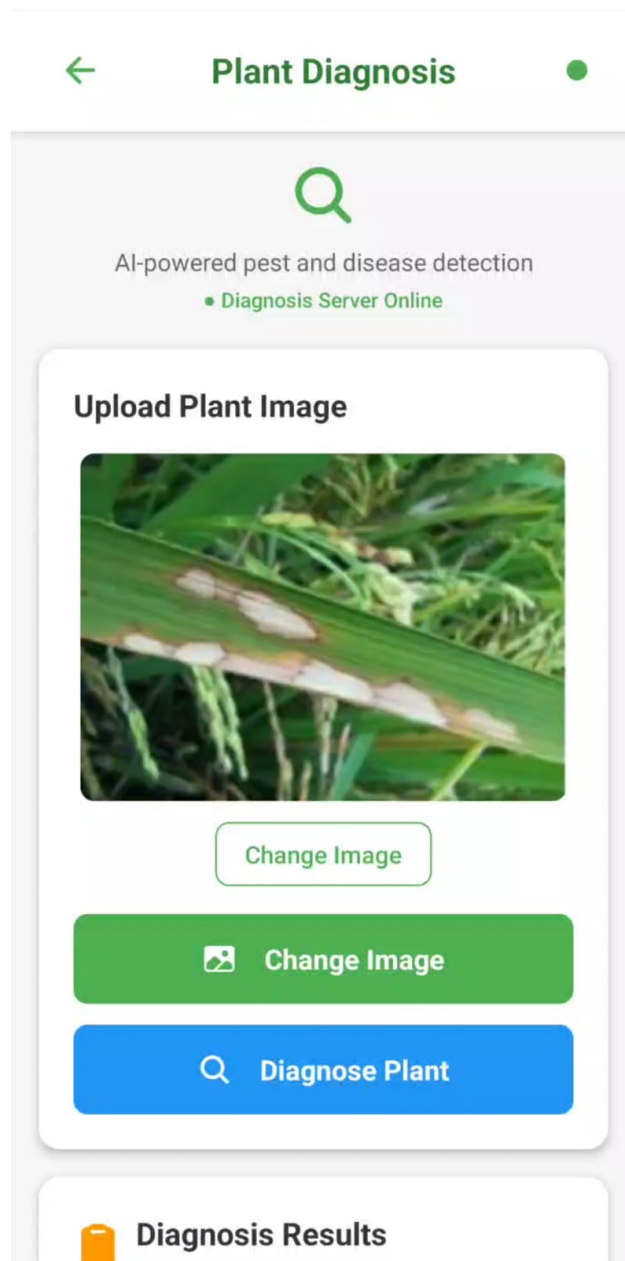 Plant Diagnosis
AI-powered pest and disease detection
• Diagnosis Server Online
Upload Plant Image
Change Image
Change Image
Diagnose Plant
Diagnosis Results